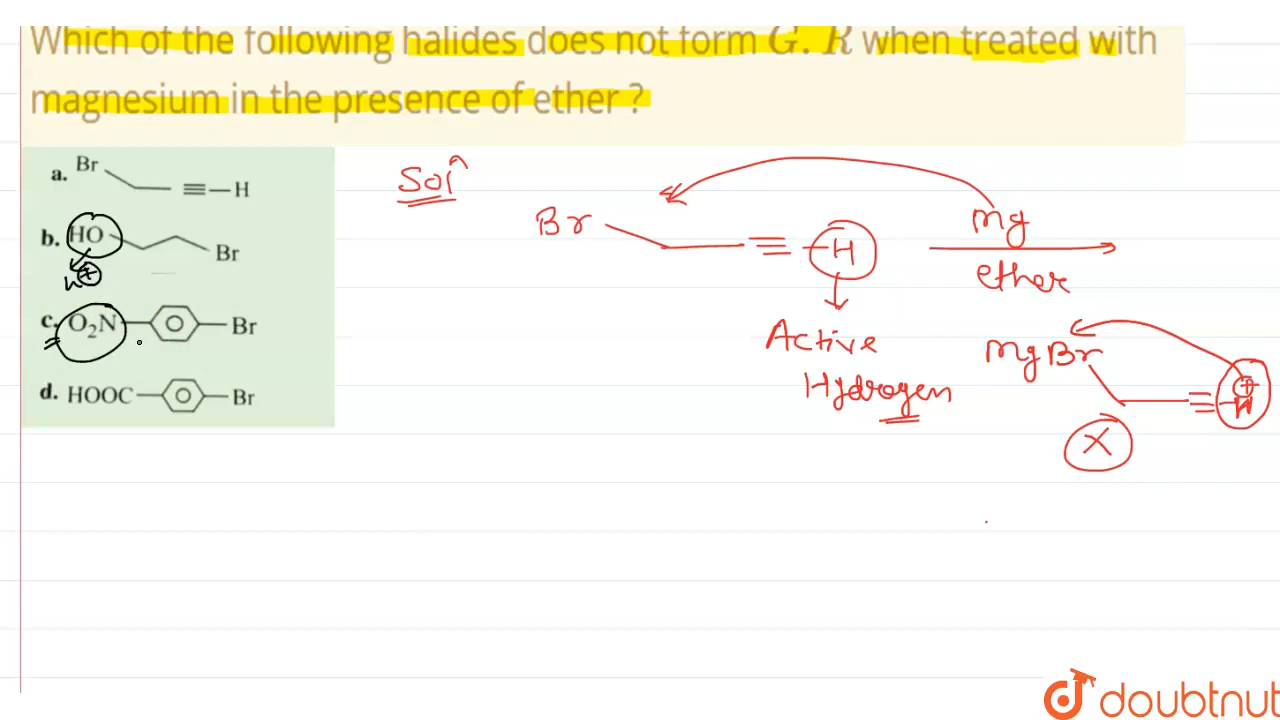 Which of the following halides does not form G. R when treated with
magnesium in the presence of ether ?
a. Br ≡—H
b. HO Br
H⊕
c. O₂N Br
d. HOOC Br
Solⁿ
Br ≡—H
Mg
ether
Active
Hydrogen
MgBr ≡—H
⊕
X
doubtnut